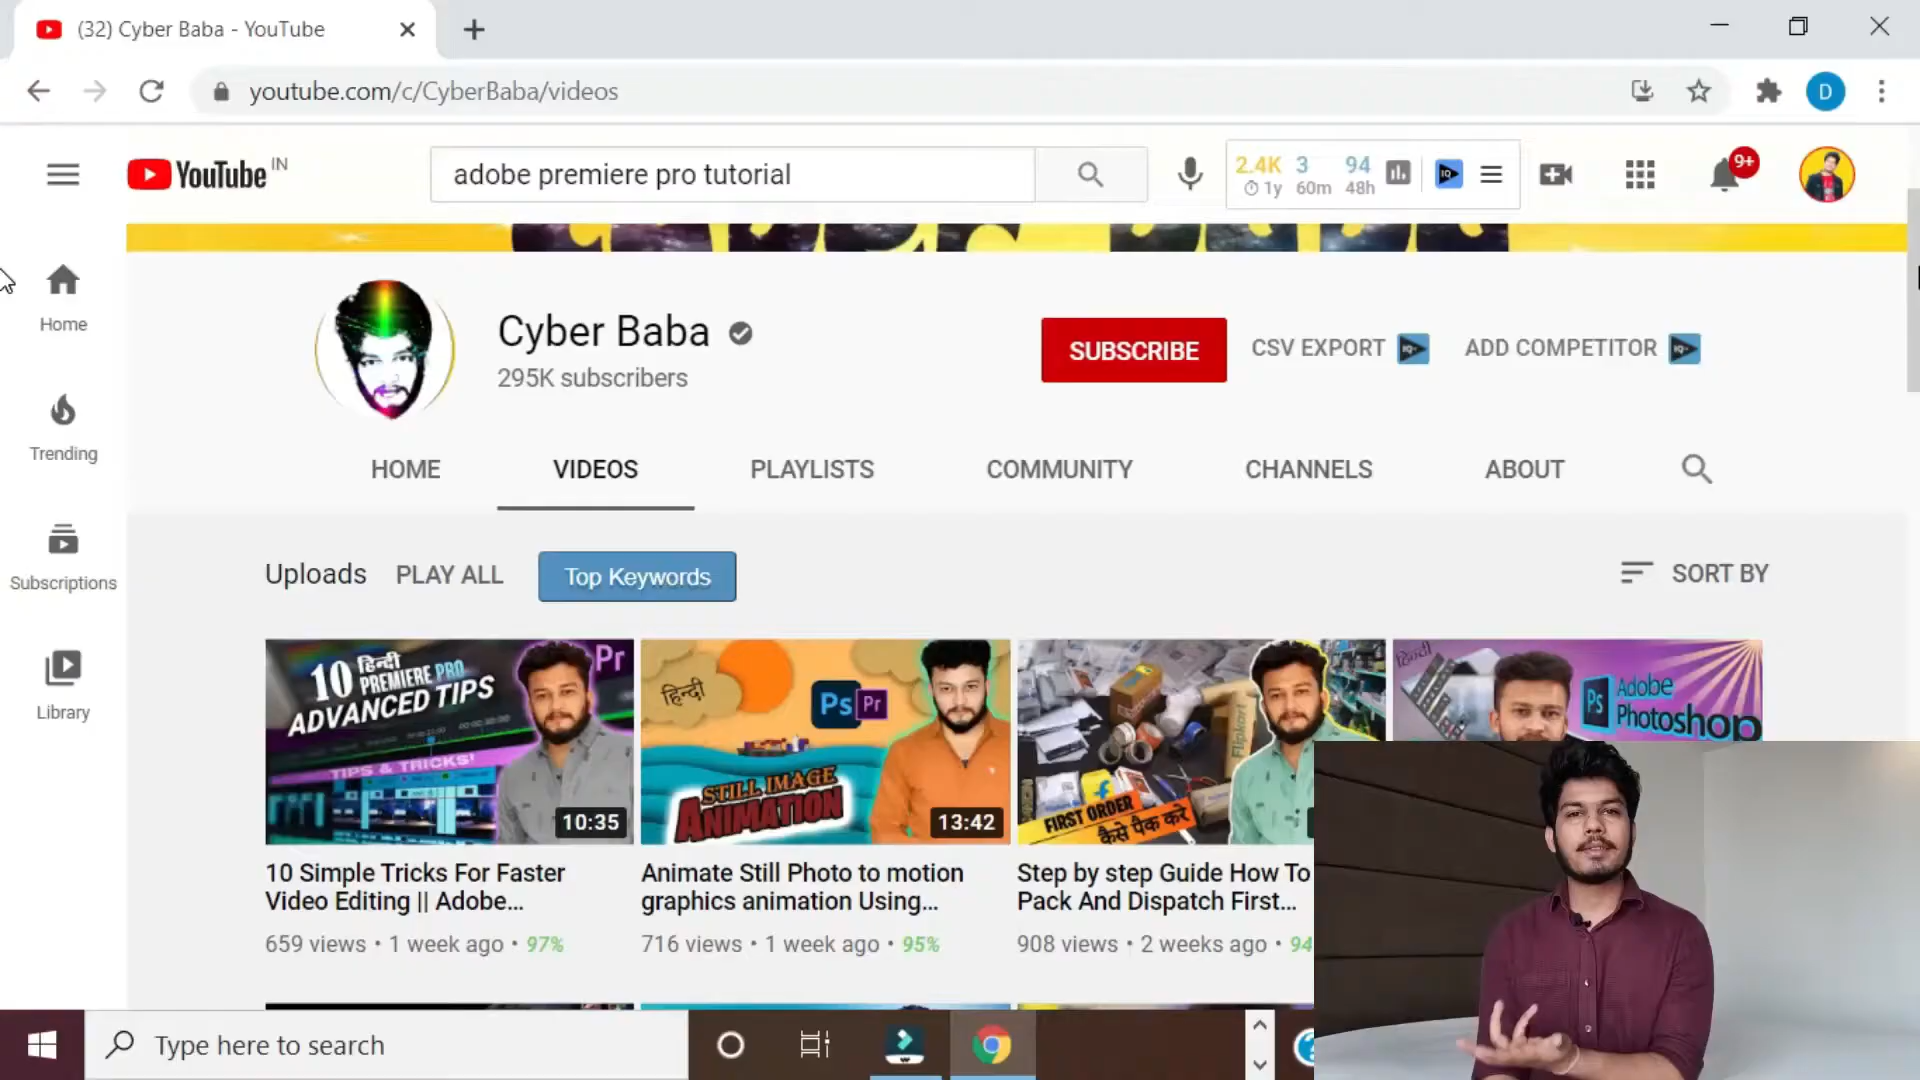 (32) Cyber Baba - YouTube
youtube.com/c/CyberBaba/videos
D
YouTube IN
adobe premiere pro tutorial
2.4K 3 94
1y 60m 48h
IQ
9+
Home
Cyber Baba
295K subscribers
SUBSCRIBE
CSV EXPORT
ADD COMPETITOR
Trending
HOME VIDEOS PLAYLISTS COMMUNITY CHANNELS ABOUT
Subscriptions
Uploads PLAY ALL Top Keywords SORT BY
Library
10 हिन्दी
PREMIERE PRO
ADVANCED TIPS
TIPS & TRICKS'
Pr
10:35
हिन्दी
Ps Pr
STILL IMAGE
ANIMATION
13:42
Flipkart
FIRST ORDER
कैसे पैक करे
हिन्दी
Ps Adobe
Photoshop
10 Simple Tricks For Faster
Video Editing || Adobe...
659 views • 1 week ago • 97%
Animate Still Photo to motion
graphics animation Using...
716 views • 1 week ago • 95%
Step by step Guide How To
Pack And Dispatch First...
908 views • 2 weeks ago • 94
Type here to search